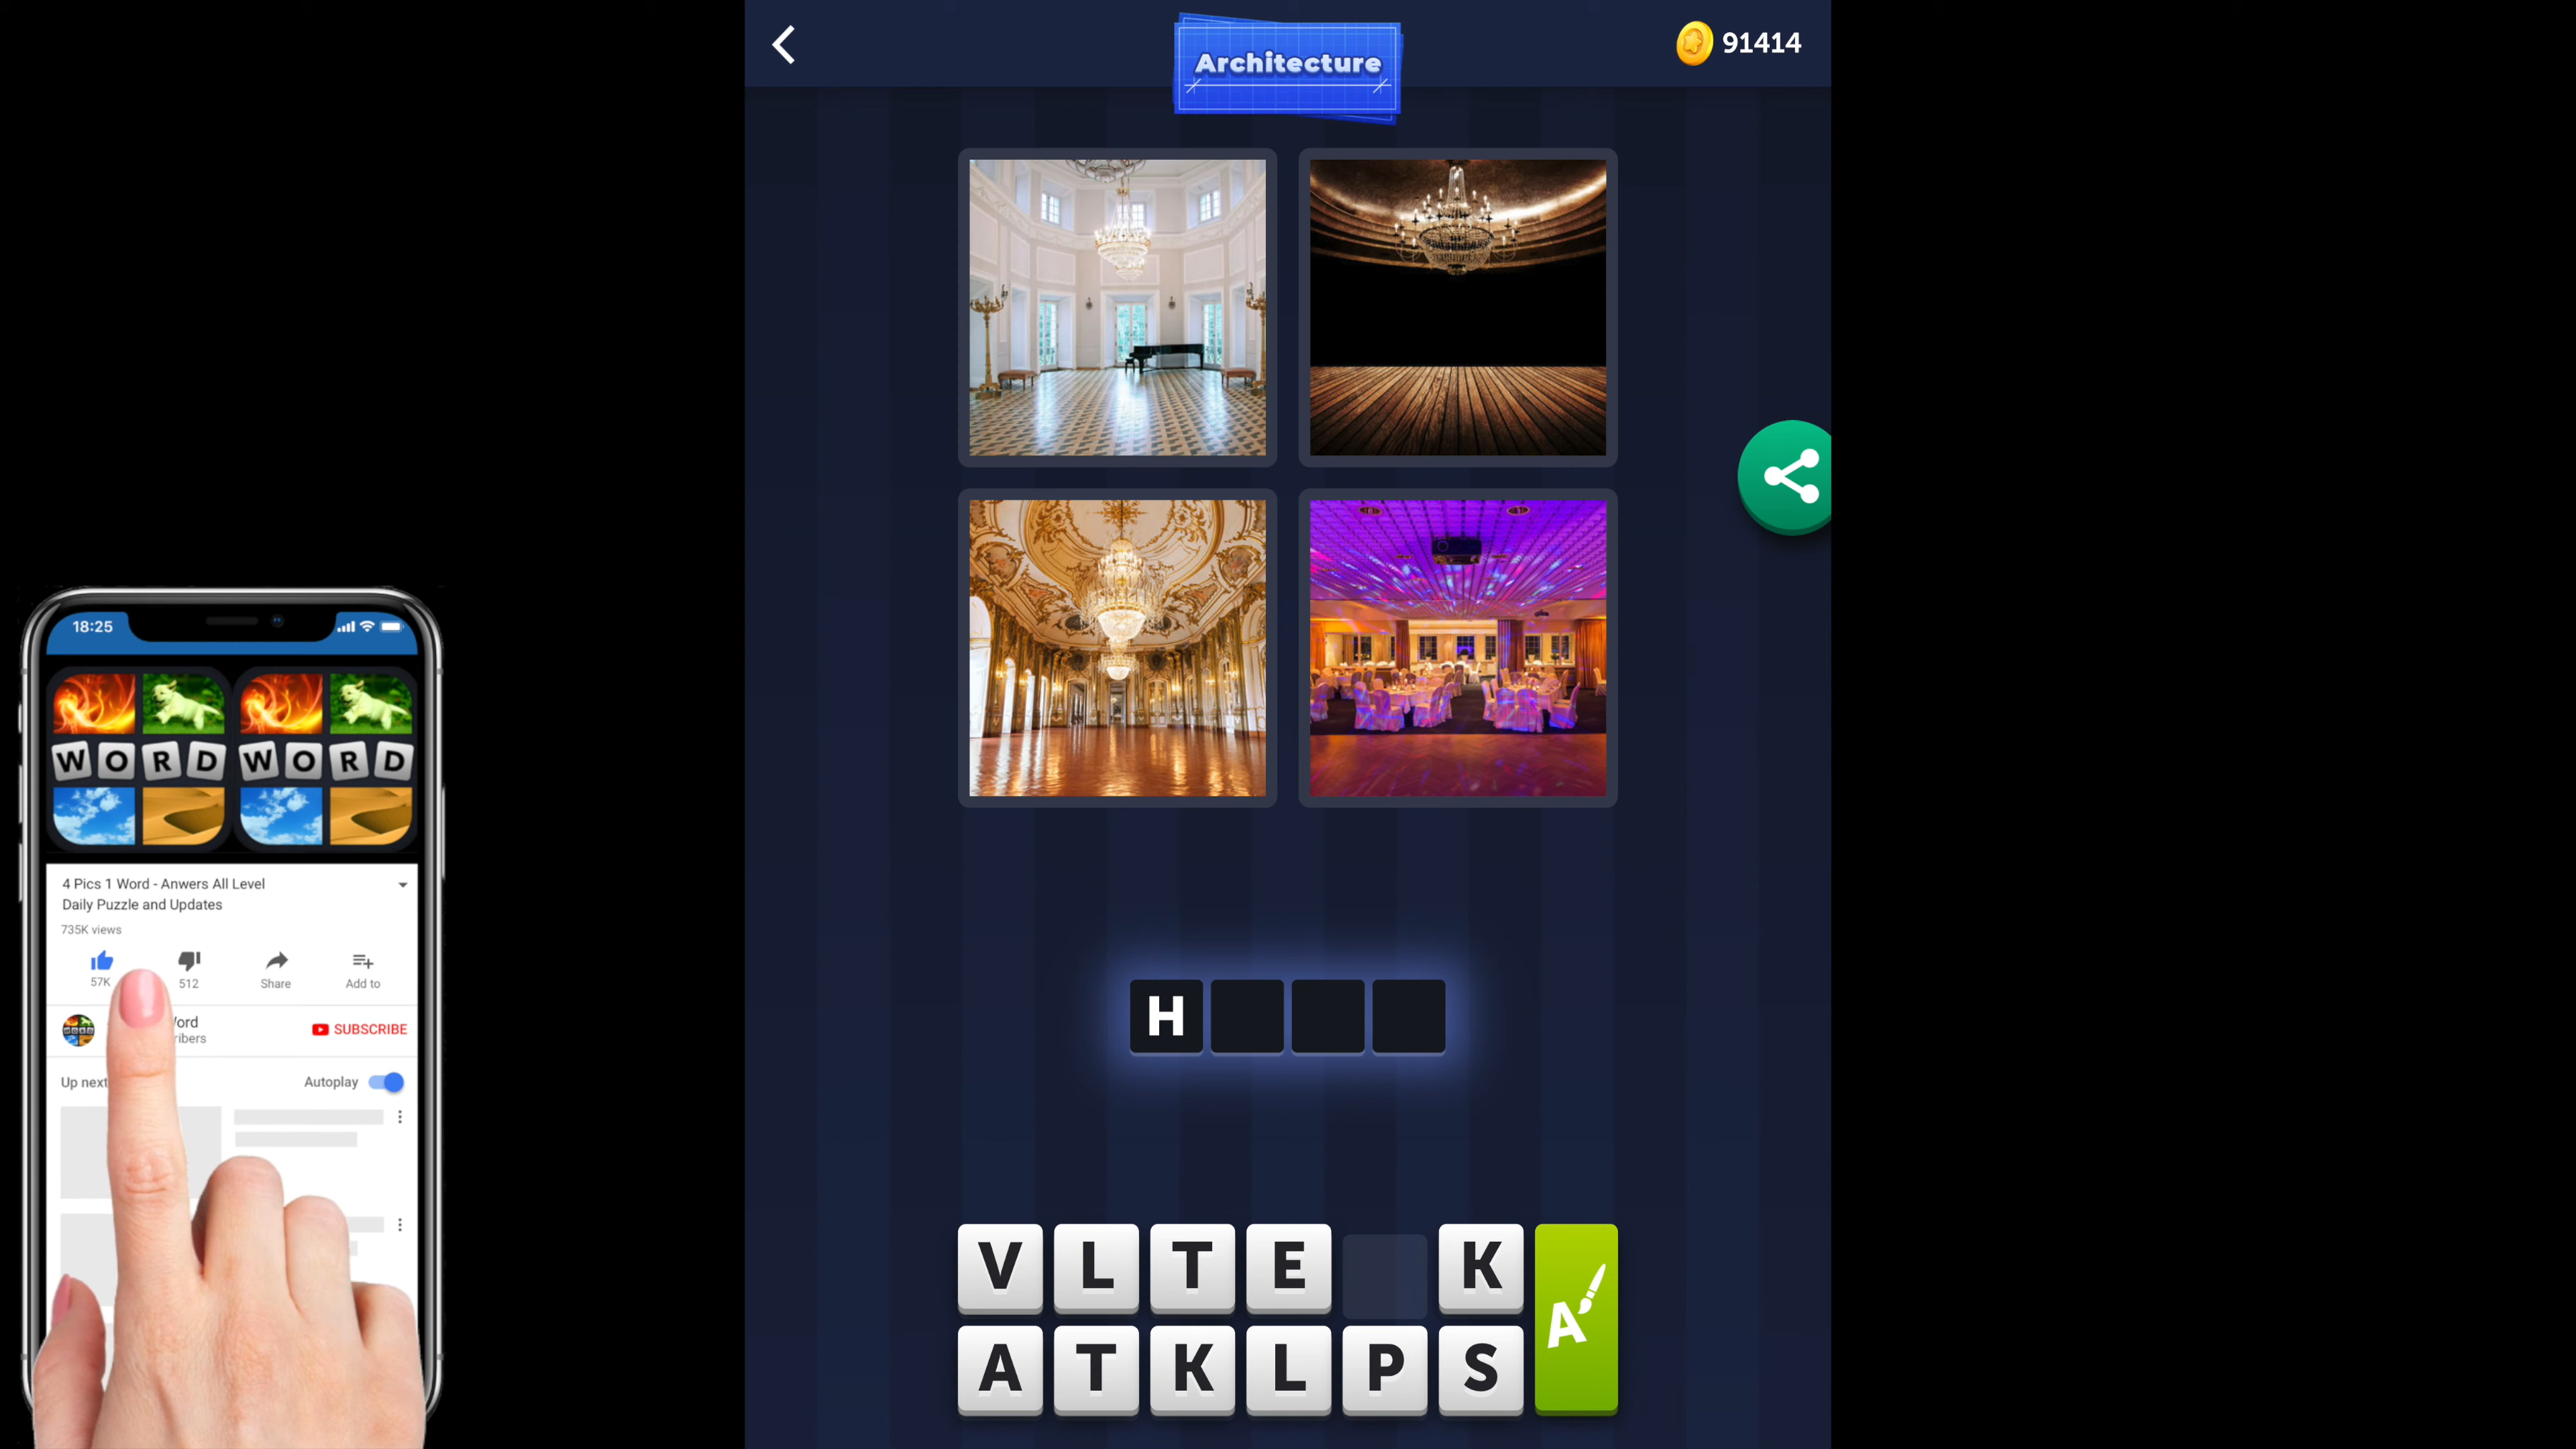 Architecture
91414
18:25
WORD WORD
4 Pics 1 Word - Anwers All Level
Daily Puzzle and Updates
735K views
57K
512
Share
Add to
SUBSCRIBE
Up next
Autoplay
H
V L T E K
A T K L P S
A